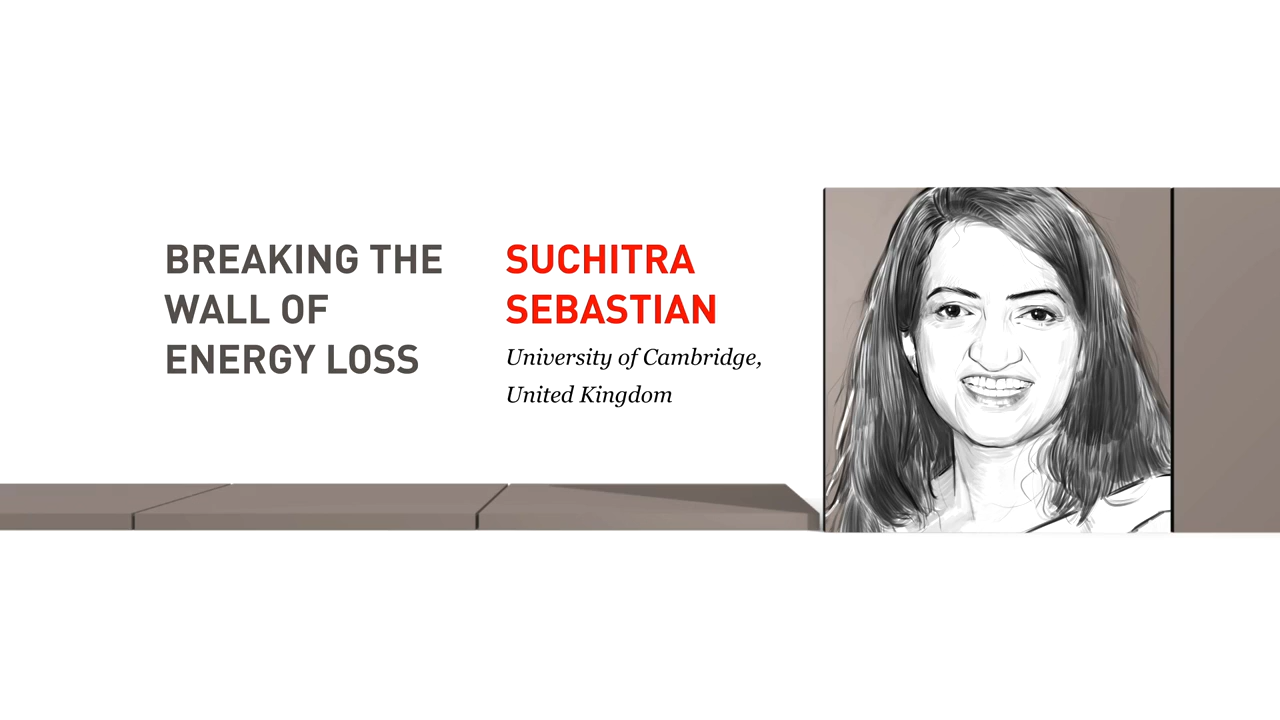 BREAKING THE
WALL OF
ENERGY LOSS
SUCHITRA
SEBASTIAN
University of Cambridge,
United Kingdom